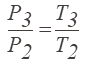 P₃/P₂ = T₃/T₂